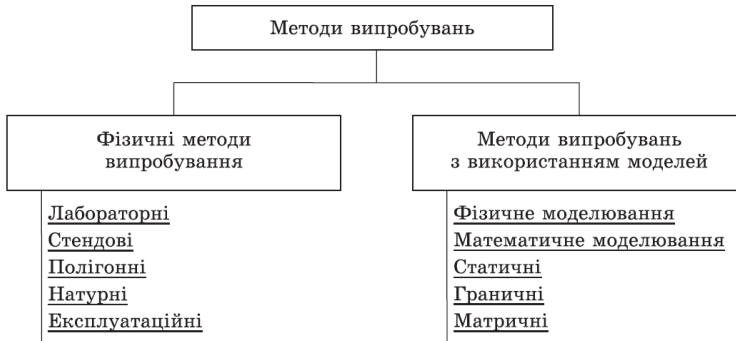 Методи випробувань
Фізичні методи
випробування
Лабораторні
Стендові
Полігонні
Натурні
Експлуатаційні
Методи випробувань
з використанням моделей
Фізичне моделювання
Математичне моделювання
Статичні
Граничні
Матричні